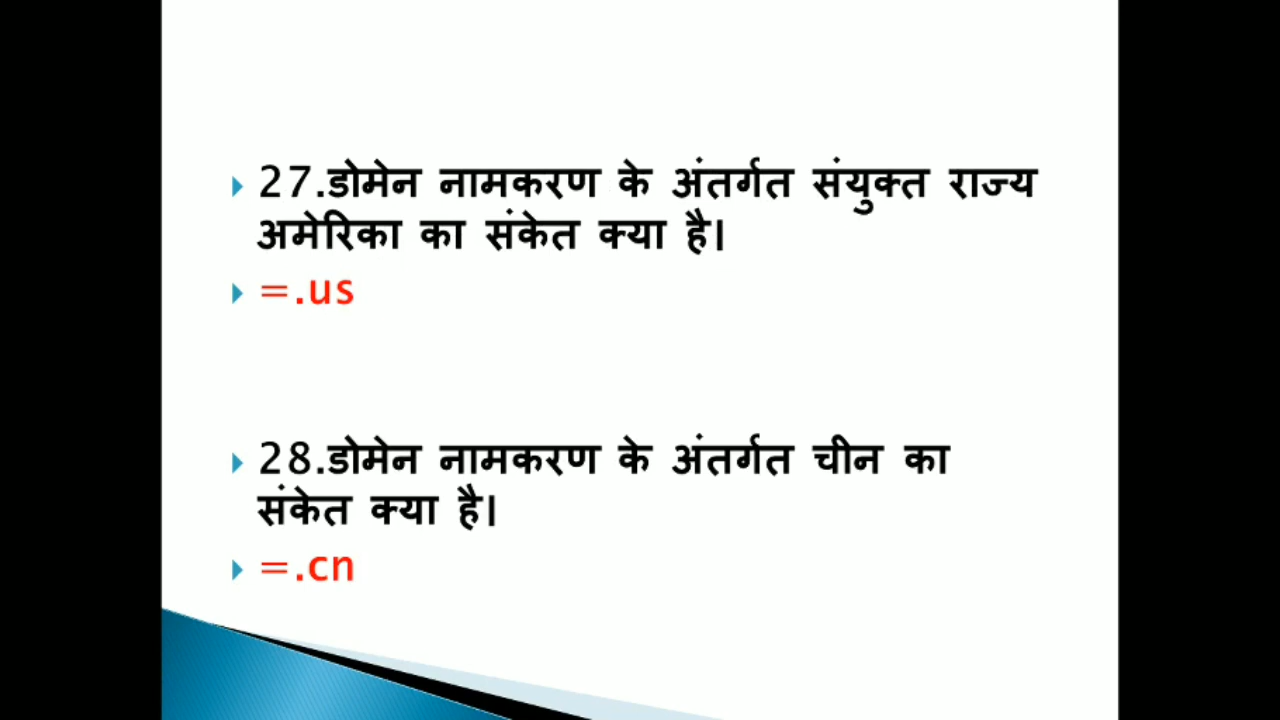 27.डोमेन नामकरण के अंतर्गत संयुक्त राज्य
अमेरिका का संकेत क्या है।
=.us
28.डोमेन नामकरण के अंतर्गत चीन का
संकेत क्या है।
=.cn